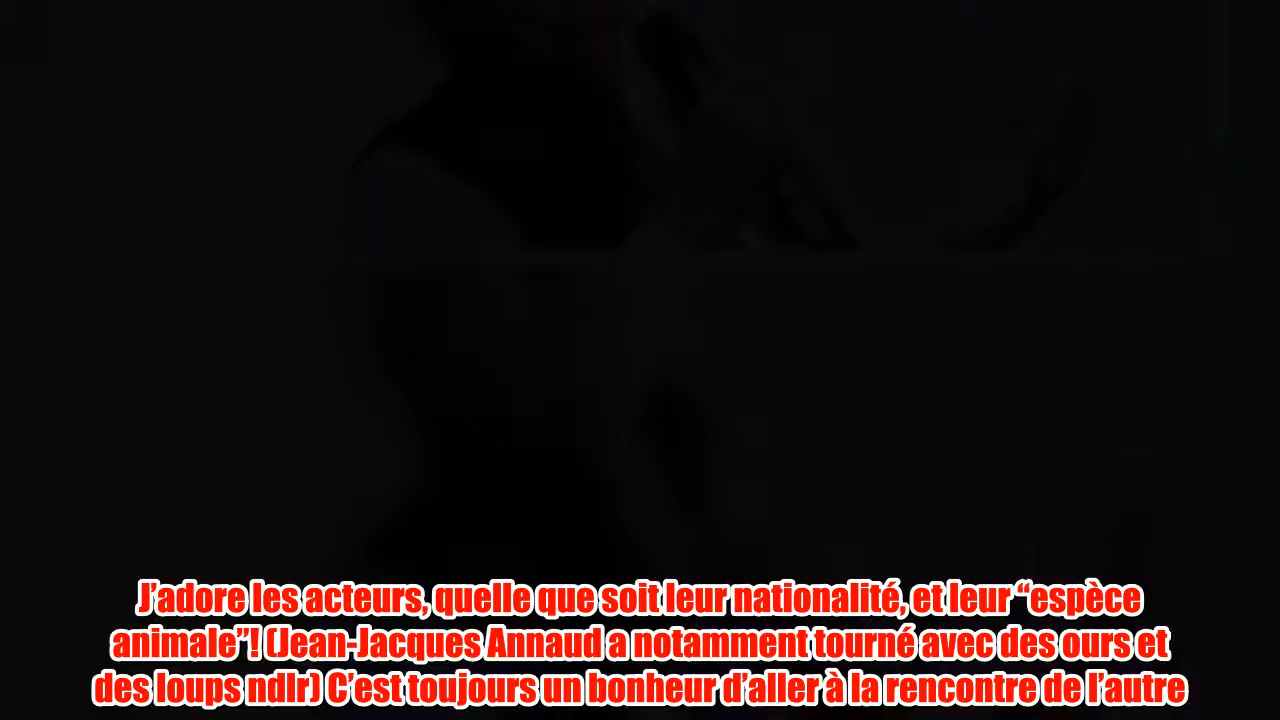 J’adore les acteurs, quelle que soit leur nationalité, et leur “espèce
animale”! (Jean-Jacques Annaud a notamment tourné avec des ours et
des loups ndlr) C’est toujours un bonheur d’aller à la rencontre de l’autre